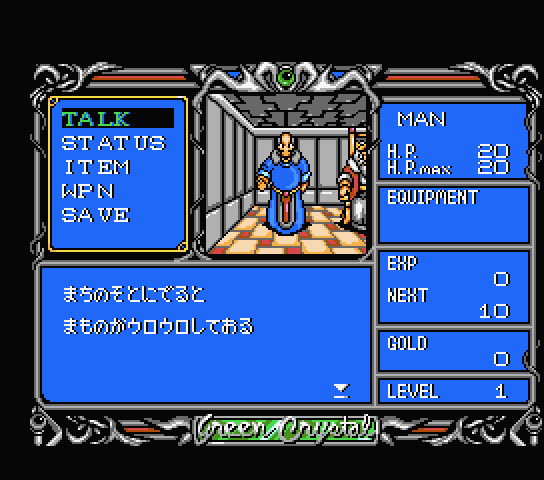 TALK
STATUS
ITEM
WPN
SAVE
MAN
H.P. 20
H.P.max 20
EQUIPMENT
EXP
0
NEXT
10
GOLD
0
LEVEL 1
まちのそとにでると
まものがウロウロしておる
Green Crystal